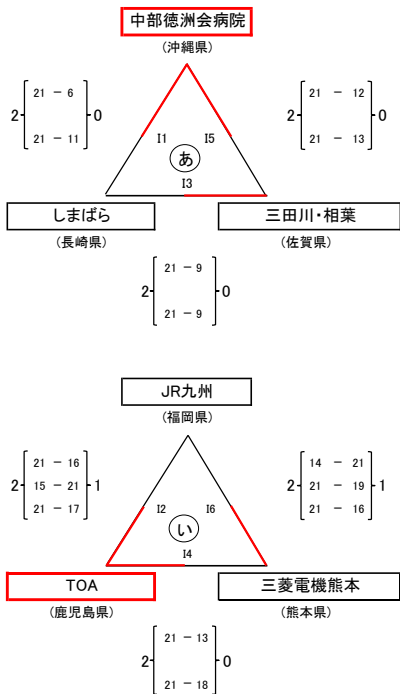 中部徳洲会病院
(沖縄県)
21 － 6
2 0
21 － 11
21 － 12
2 0
21 － 13
I1 I5
あ
I3
しまばら
(長崎県)
三田川・相葉
(佐賀県)
21 － 9
2 0
21 － 9
JR九州
(福岡県)
21 － 16
2 15 － 21 1
21 － 17
14 － 21
2 21 － 19 1
21 － 16
I2 I6
い
I4
TOA
(鹿児島県)
三菱電機熊本
(熊本県)
21 － 13
2 0
21 － 18